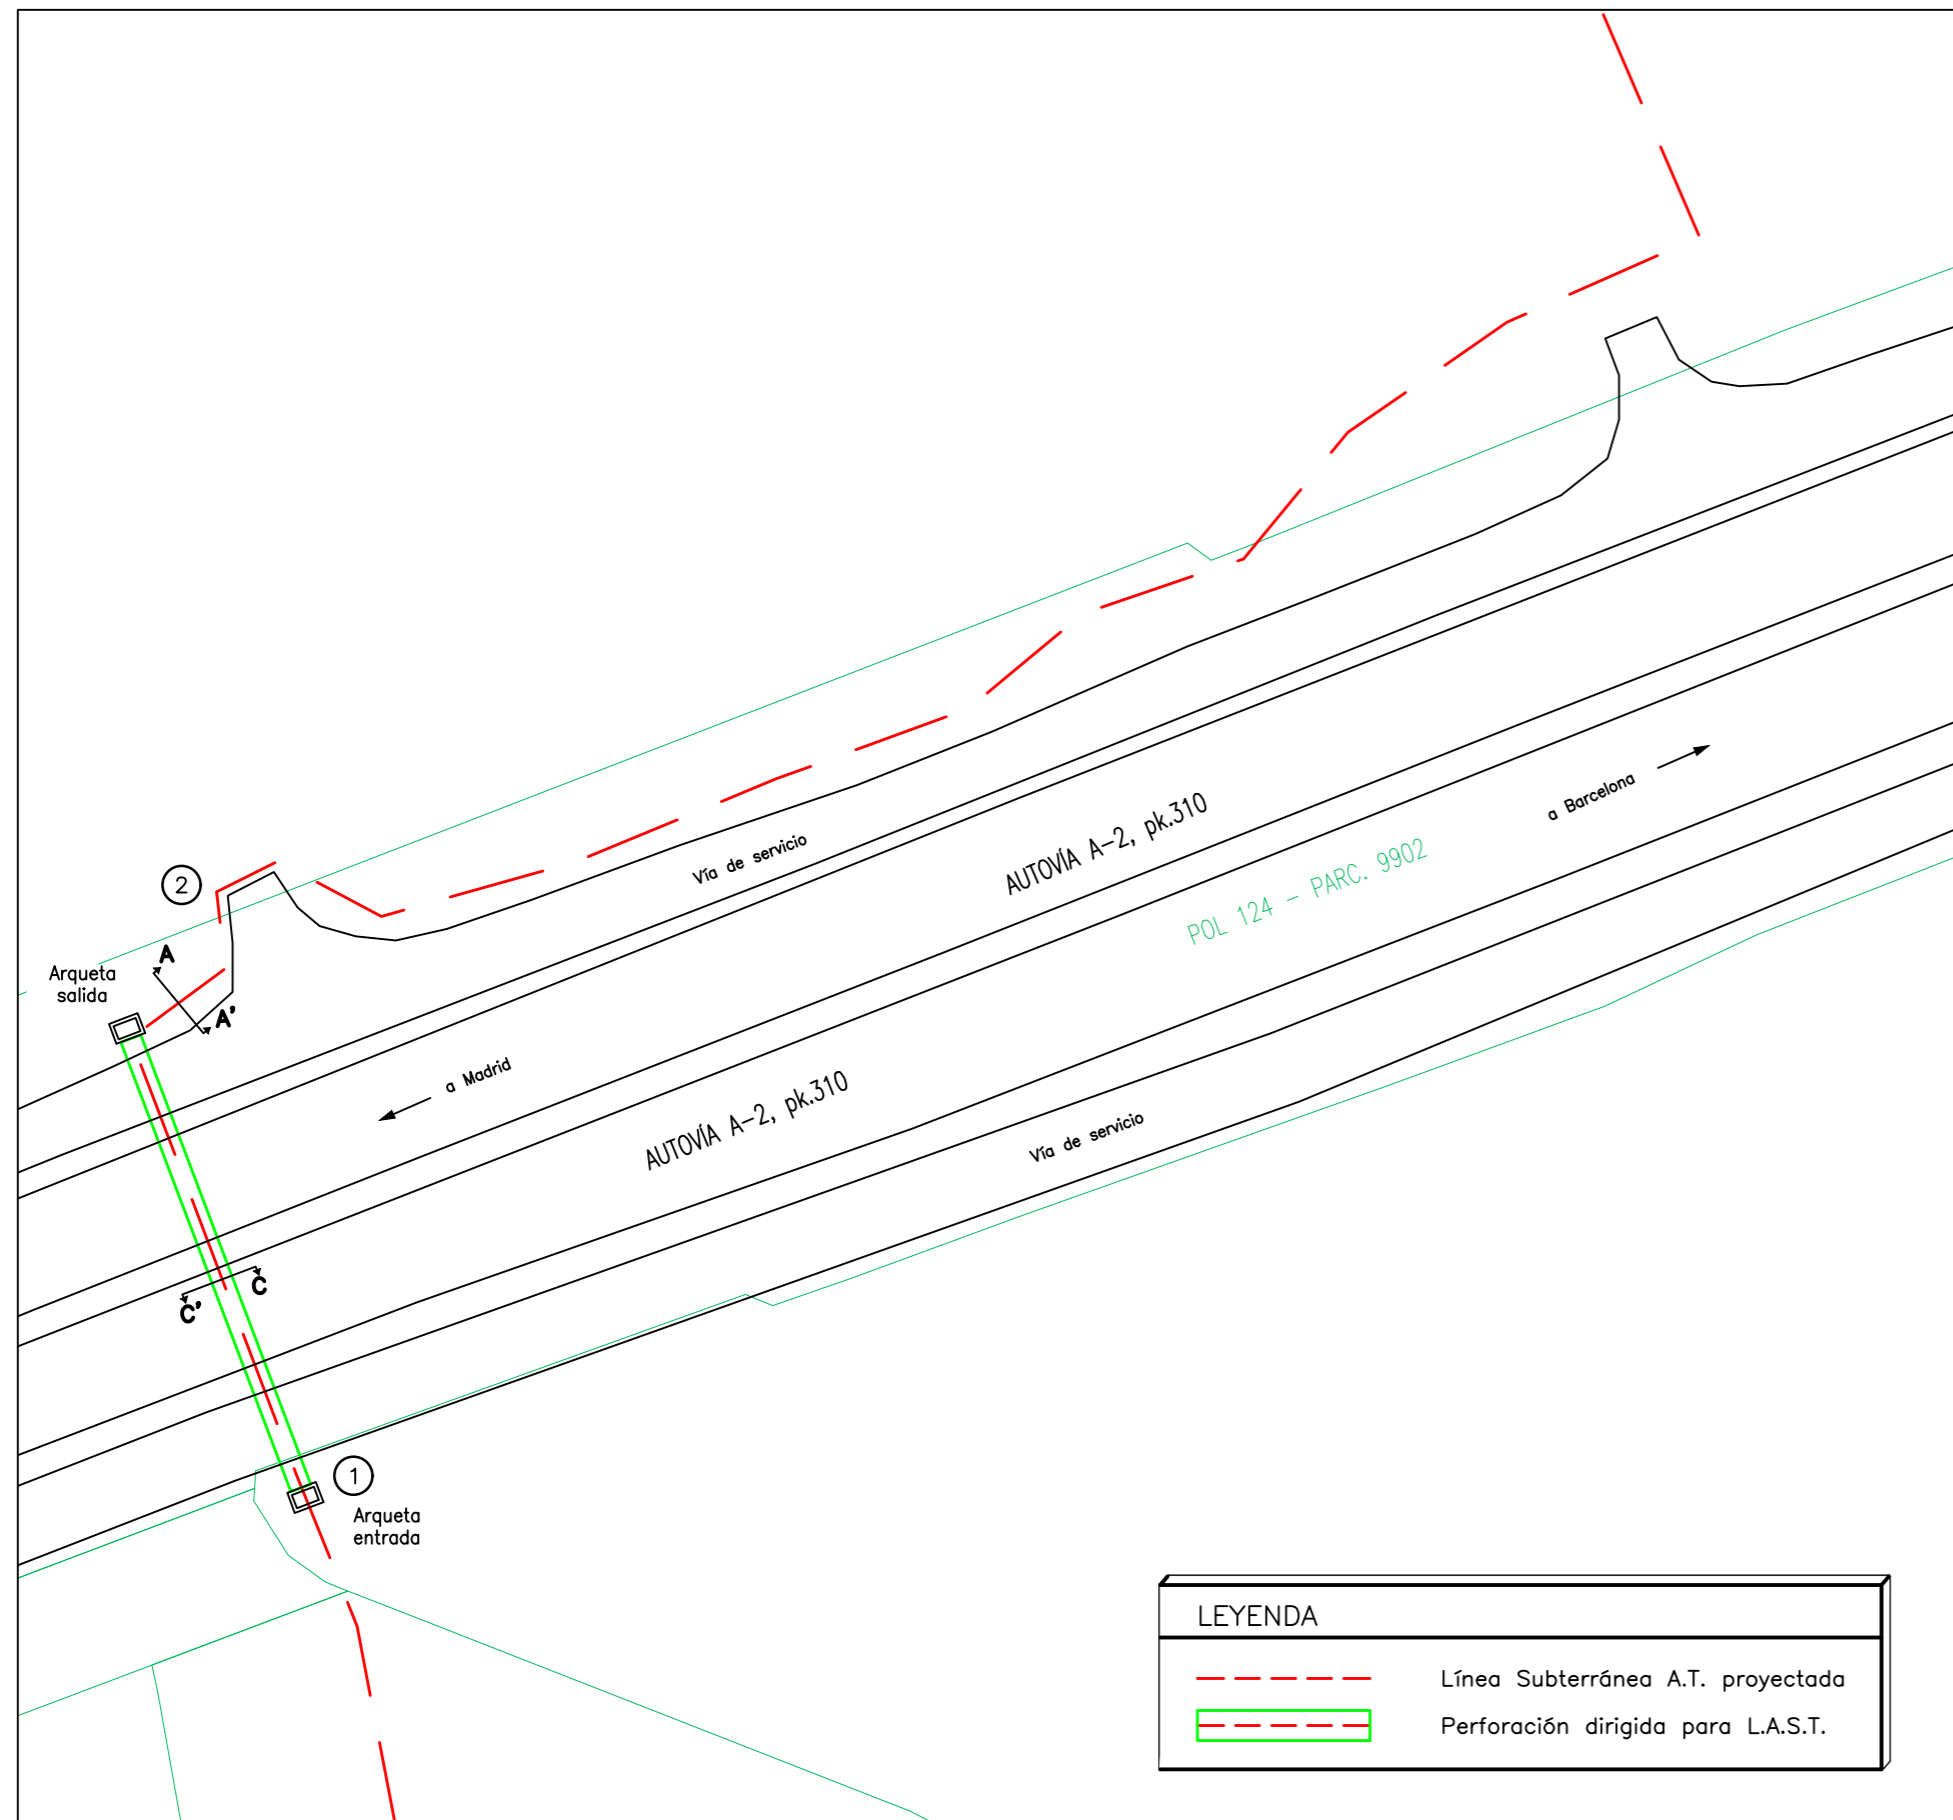 a Barcelona
AUTOVÍA A-2, pk.310
Vía de servicio
POL 124 - PARC. 9902
2
A
Arqueta
salida
A'
a Madrid
AUTOVÍA A-2, pk.310
Vía de servicio
C
C'
1
Arqueta
entrada
LEYENDA
Línea Subterránea A.T. proyectada
Perforación dirigida para L.A.S.T.